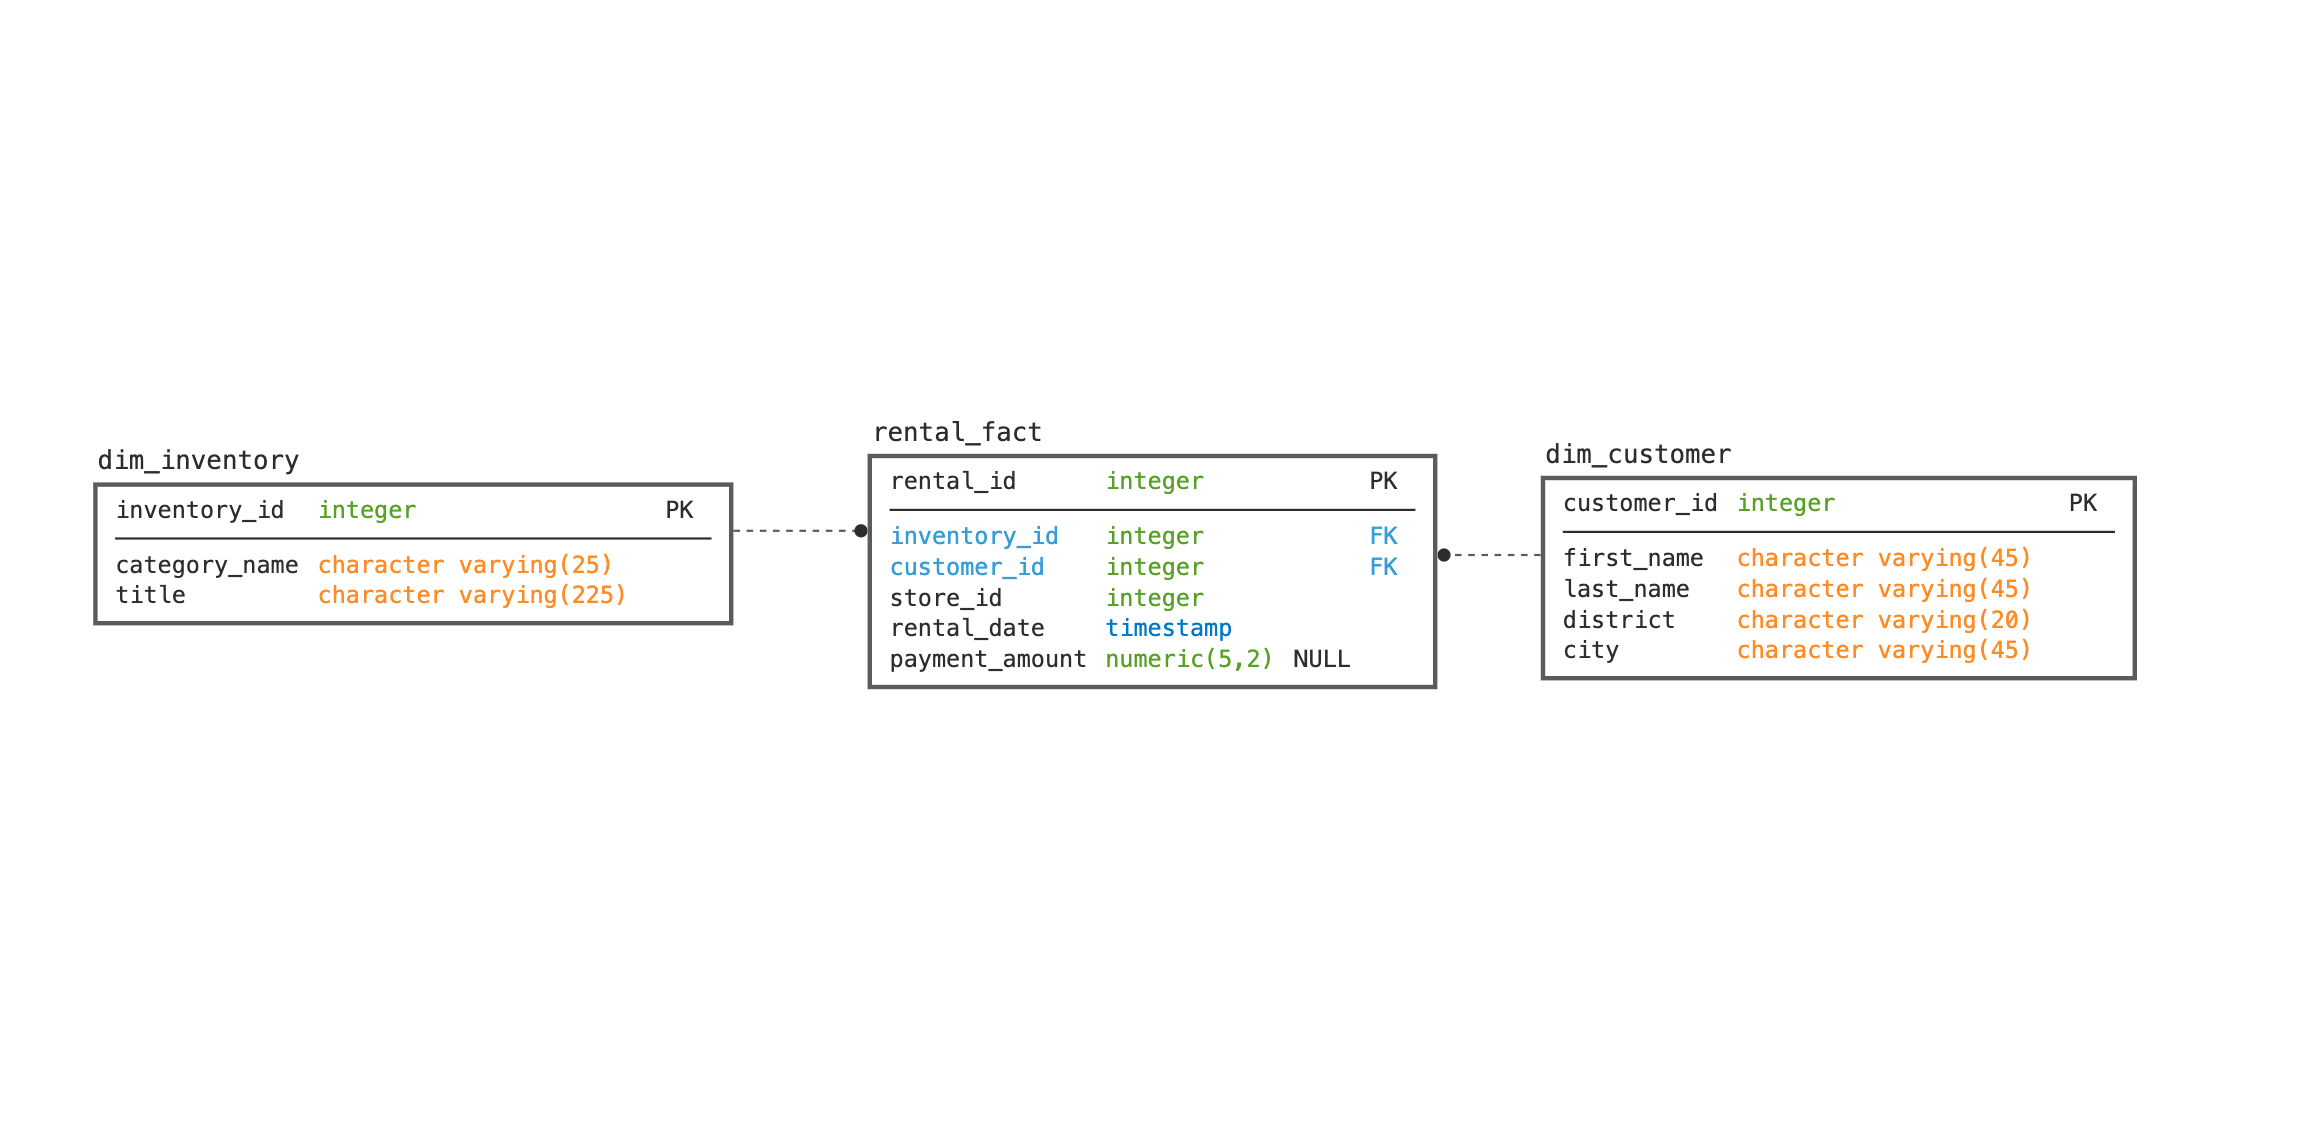 dim_inventory
inventory_id integer PK
category_name character varying(25)
title character varying(225)
rental_fact
rental_id integer PK
inventory_id integer FK
customer_id integer FK
store_id integer
rental_date timestamp
payment_amount numeric(5,2) NULL
dim_customer
customer_id integer PK
first_name character varying(45)
last_name character varying(45)
district character varying(20)
city character varying(45)